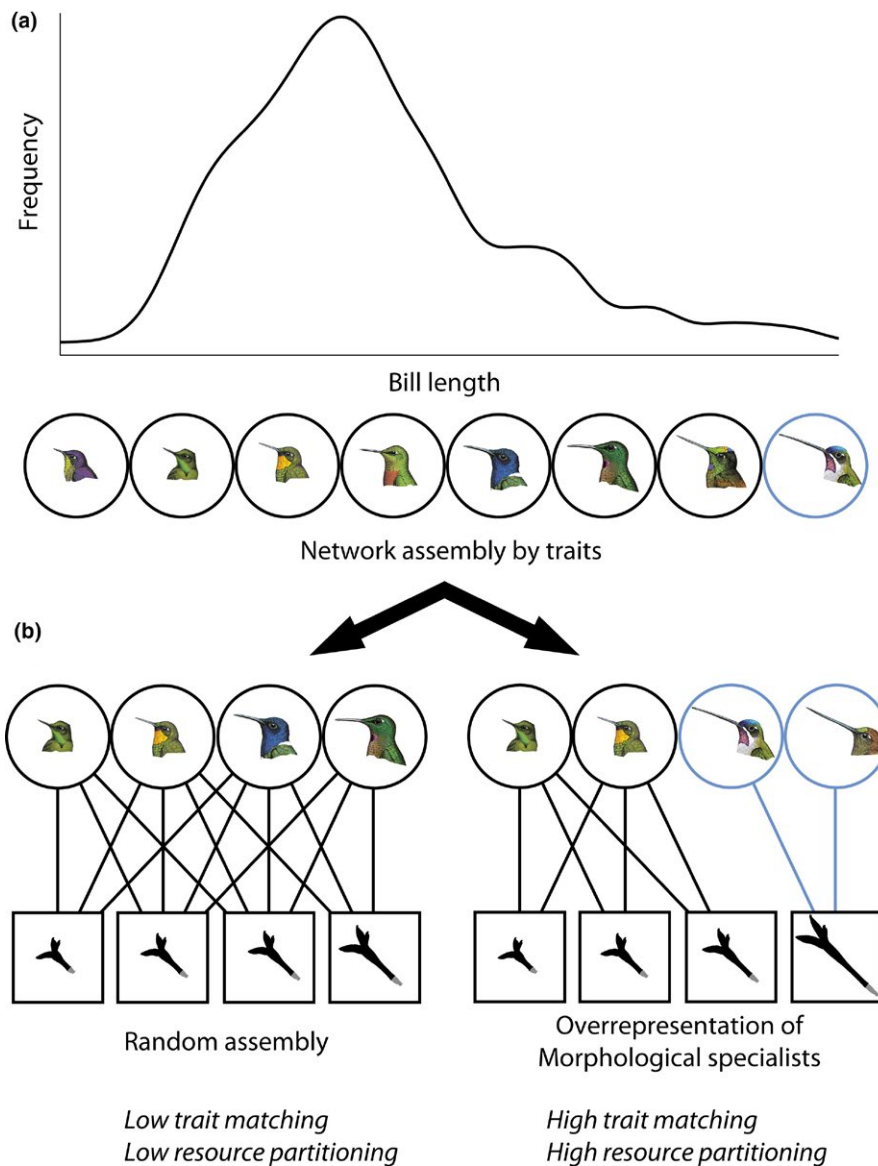 (a)
Frequency
Bill length
Network assembly by traits
(b)
Random assembly
Overrepresentation of
Morphological specialists
Low trait matching
Low resource partitioning
High trait matching
High resource partitioning